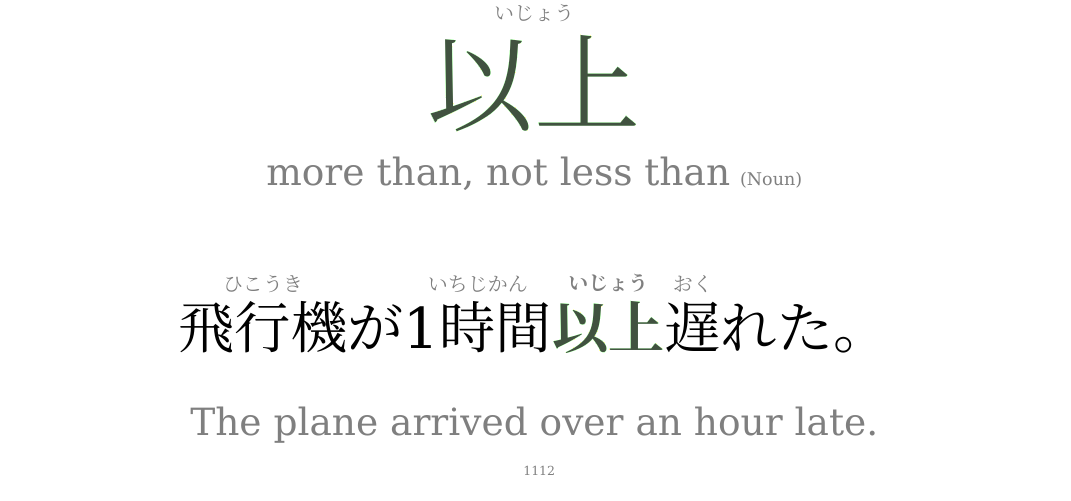 いじょう
以上
more than, not less than (Noun)
ひこうき いちじかん いじょう おく
飛行機が1時間以上遅れた。
The plane arrived over an hour late.
1112